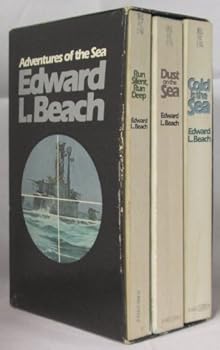 Adventures of the Sea
Edward
L. Beach
Run
Silent,
Run
Deep
Edward
L. Beach
Dust
on the
Sea
Edward
L. Beach
Cold
is the
Sea
Edward
L. Beach